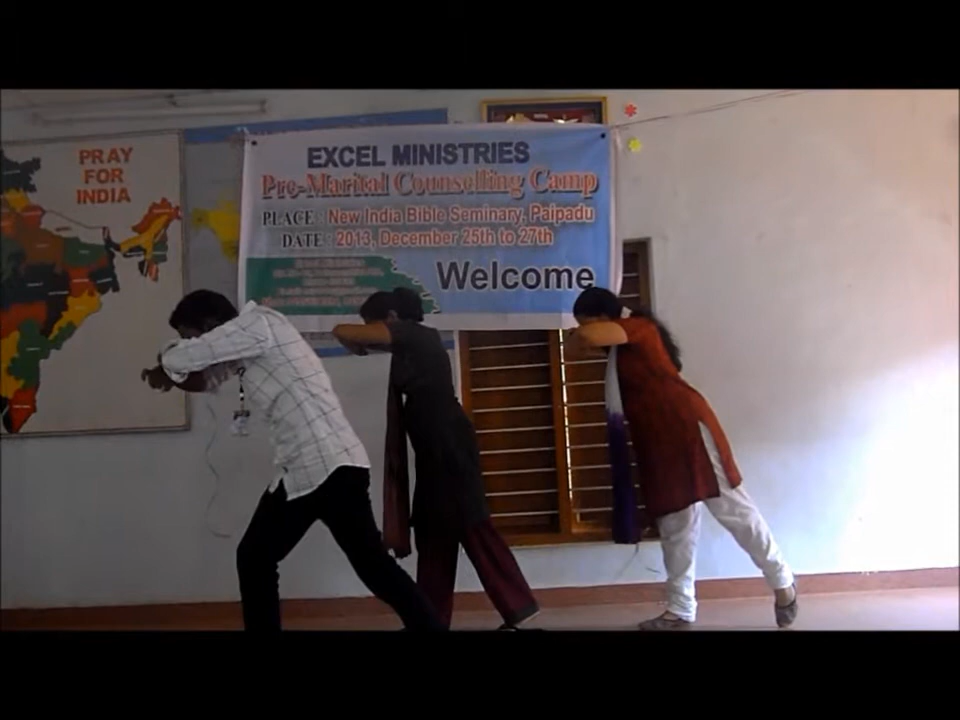 PRAY
FOR
INDIA
EXCEL MINISTRIES
Pre-Marital Counselling Camp
PLACE : New India Bible Seminary, Paipadu
DATE : 2013, December 25th to 27th
Welcome